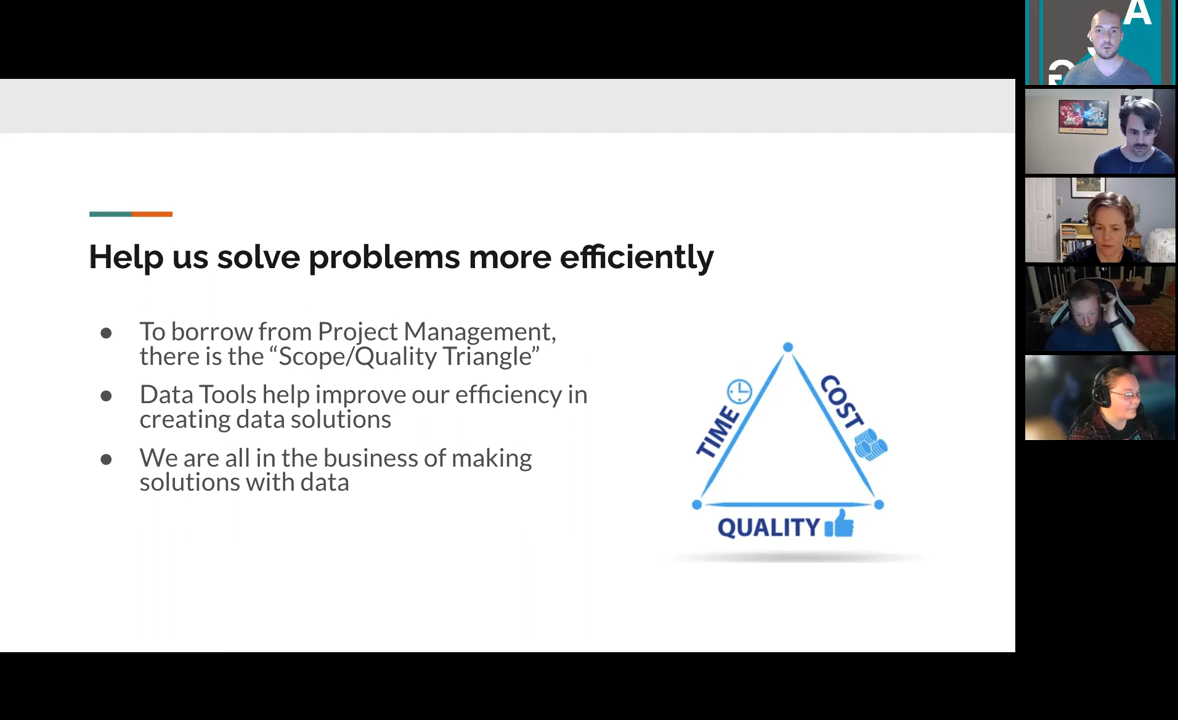 Help us solve problems more efficiently
● To borrow from Project Management,
there is the “Scope/Quality Triangle”
● Data Tools help improve our efficiency in
creating data solutions
● We are all in the business of making
solutions with data
TIME
COST
QUALITY
A
G